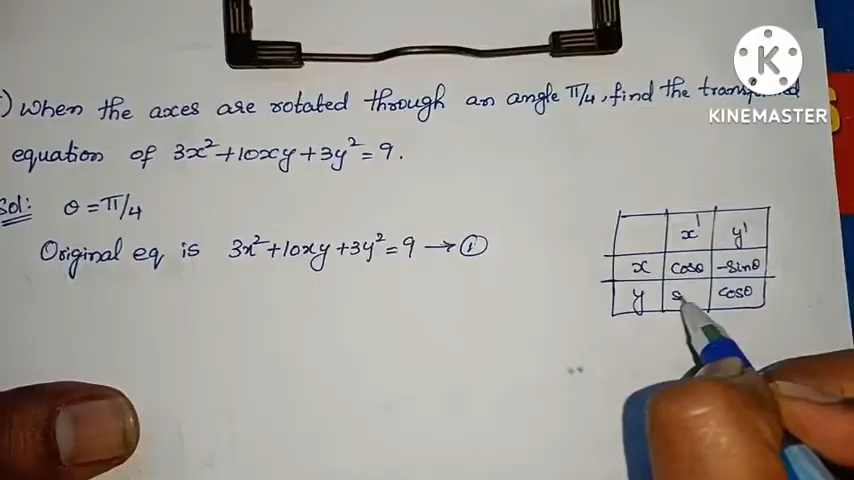 ) When the axes are rotated through an angle π/4, find the
equation of 3x²+10xy+3y²=9.
Sol: θ = π/4
Original eq is 3x²+10xy+3y²=9 → ①
x' y'
x cosθ -sinθ
y s cosθ
K
KINEMASTER